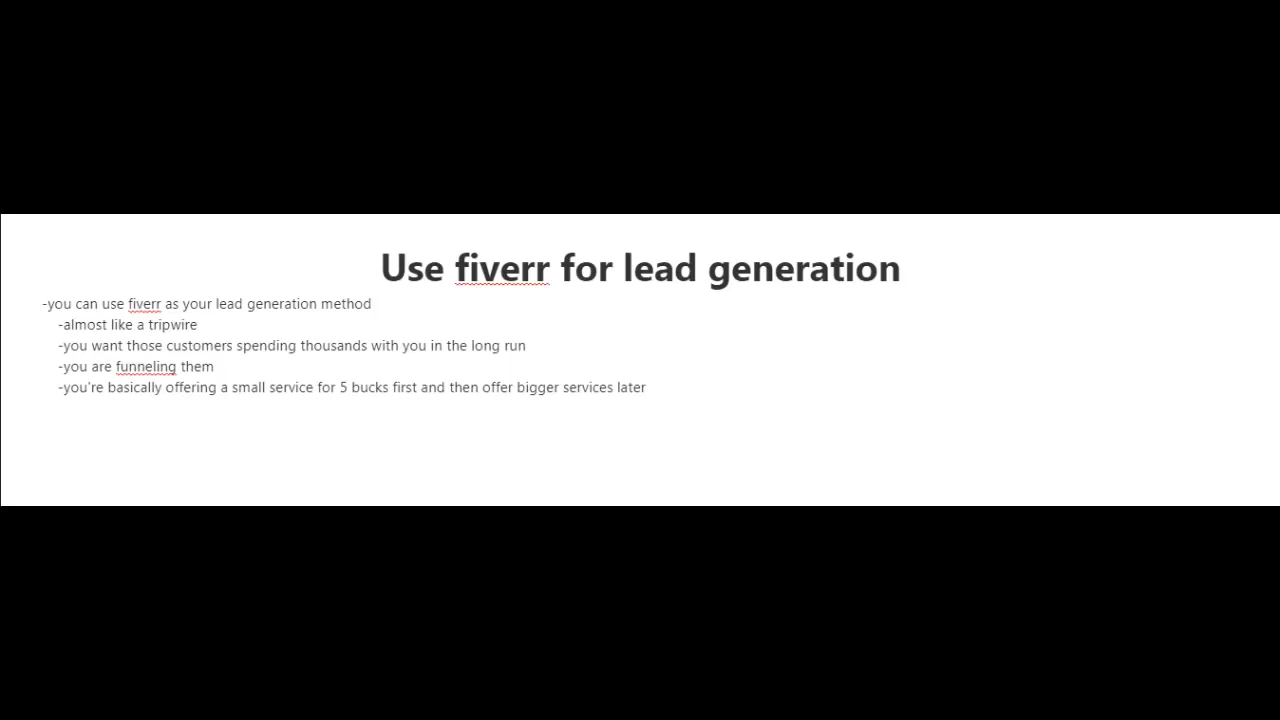 Use fiverr for lead generation
-you can use fiverr as your lead generation method
-almost like a tripwire
-you want those customers spending thousands with you in the long run
-you are funneling them
-you're basically offering a small service for 5 bucks first and then offer bigger services later